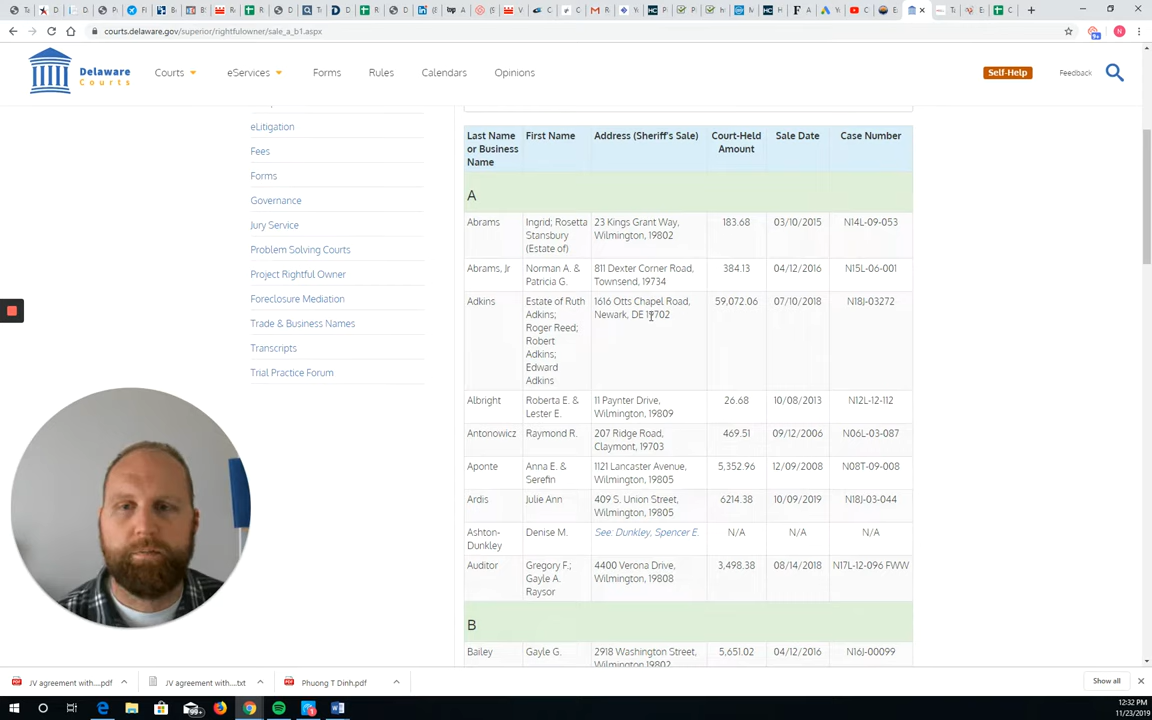 courts.delaware.gov/superior/rightfulowner/sale_a_b1.aspx
Delaware
Courts
Courts
eServices
Forms
Rules
Calendars
Opinions
Self-Help
Feedback
eLitigation
Fees
Forms
Governance
Jury Service
Problem Solving Courts
Project Rightful Owner
Foreclosure Mediation
Trade & Business Names
Transcripts
Trial Practice Forum
Last Name or Business Name First Name Address (Sheriff's Sale) Court-Held Amount Sale Date Case Number
A
Abrams Ingrid; Rosetta Stansbury (Estate of) 23 Kings Grant Way, Wilmington, 19802 183.68 03/10/2015 N14L-09-053
Abrams, Jr Norman A. & Patricia G. 811 Dexter Corner Road, Townsend, 19734 384.13 04/12/2016 N15L-06-001
Adkins Estate of Ruth Adkins; Roger Reed; Robert Adkins; Edward Adkins 1616 Otts Chapel Road, Newark, DE 19702 59,072.06 07/10/2018 N18J-03272
Albright Roberta E. & Lester E. 11 Paynter Drive, Wilmington, 19809 26.68 10/08/2013 N12L-12-112
Antonowicz Raymond R. 207 Ridge Road, Claymont, 19703 469.51 09/12/2006 N06L-03-087
Aponte Anna E. & Serefin 1121 Lancaster Avenue, Wilmington, 19805 5,352.96 12/09/2008 N08T-09-008
Ardis Julie Ann 409 S. Union Street, Wilmington, 19805 6214.38 10/09/2019 N18J-03-044
Ashton-Dunkley Denise M. See: Dunkley, Spencer E. N/A N/A N/A
Auditor Gregory F.; Gayle A. Raysor 4400 Verona Drive, Wilmington, 19808 3,498.38 08/14/2018 N17L-12-096 FWW
B
Bailey Gayle G. 2918 Washington Street, Wilmington 19802 5,651.02 04/12/2016 N16J-00099
JV agreement with....pdf
JV agreement with....txt
Phuong T Dinh.pdf
Show all
12:32 PM
11/23/2019